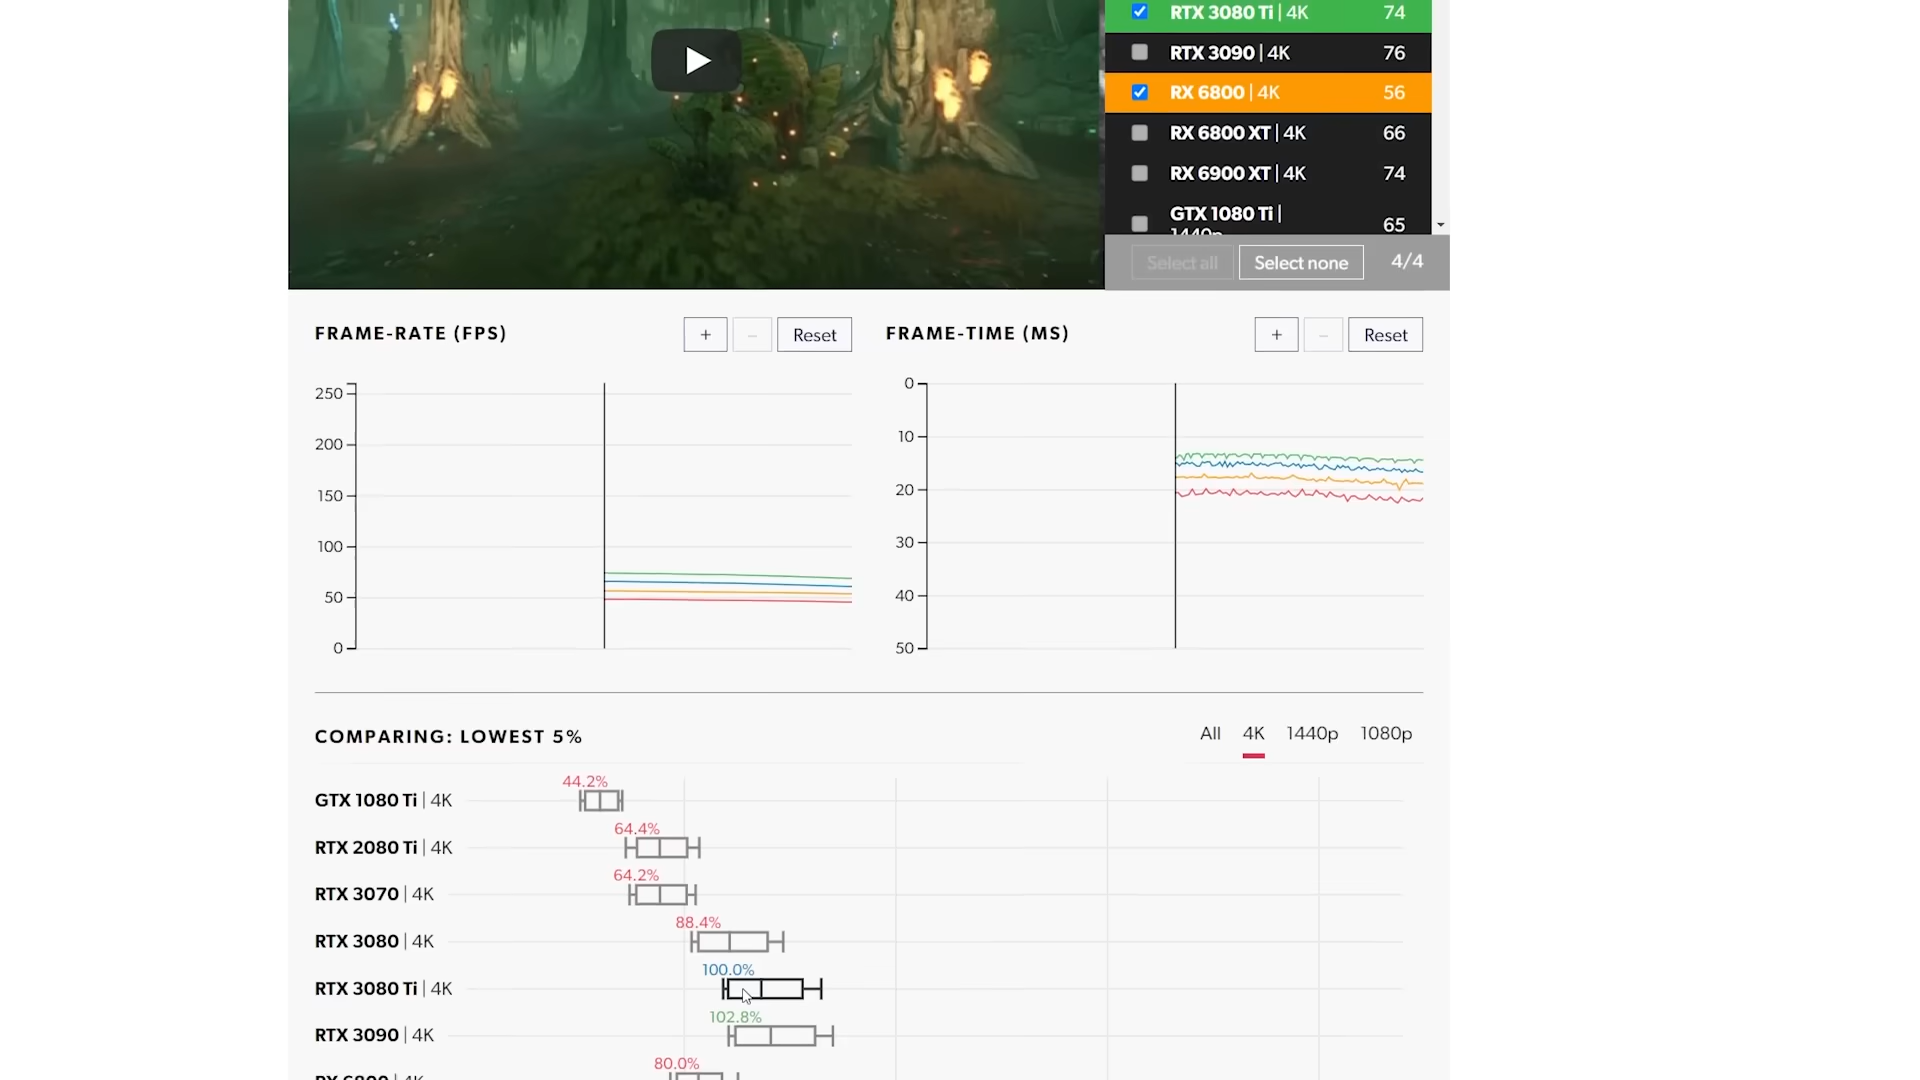 RTX 3080 Ti | 4K 74
RTX 3090 | 4K 76
RX 6800 | 4K 56
RX 6800 XT | 4K 66
RX 6900 XT | 4K 74
GTX 1080 Ti |
1440p 65
Select all Select none 4/4
FRAME-RATE (FPS) + – Reset
250
200
150
100
50
0
FRAME-TIME (MS) + – Reset
0
10
20
30
40
50
COMPARING: LOWEST 5% All 4K 1440p 1080p
44.2%
GTX 1080 Ti | 4K
64.4%
RTX 2080 Ti | 4K
64.2%
RTX 3070 | 4K
88.4%
RTX 3080 | 4K
100.0%
RTX 3080 Ti | 4K
102.8%
RTX 3090 | 4K
80.0%
RX 6800 | 4K